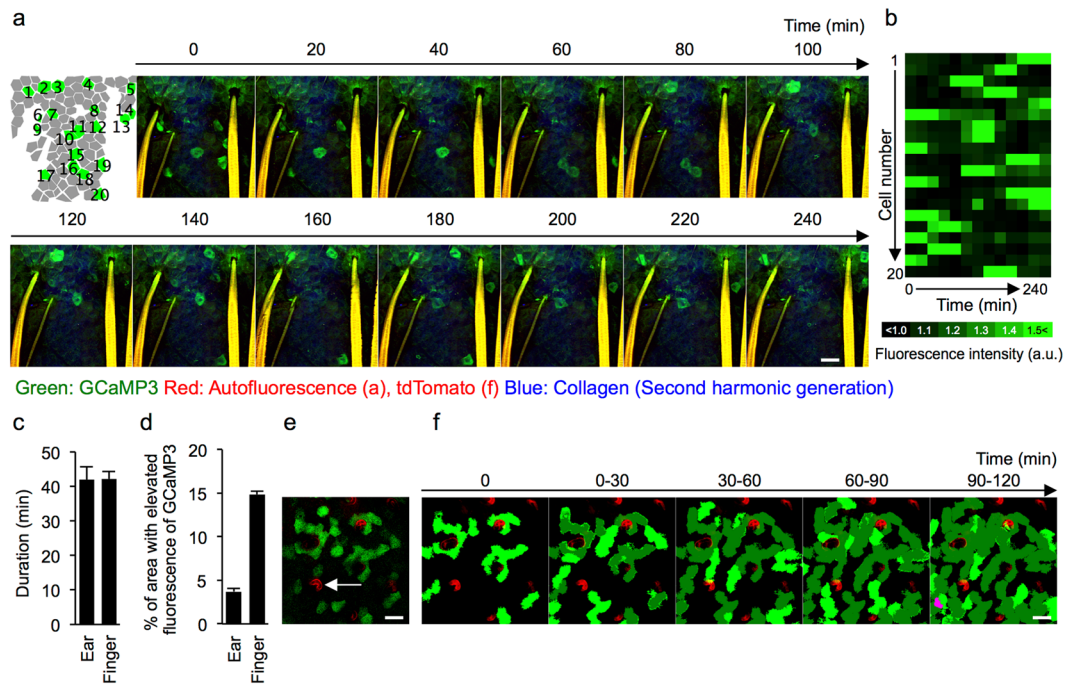 a
Time (min)
b
0 20 40 60 80 100
1
2
3
4
5
6
7
8
14
9
11
12
13
10
15
16
19
17
18
20
120 140 160 180 200 220 240
1
Cell number
20
0 240
Time (min)
<1.0 1.1 1.2 1.3 1.4 1.5<
Fluorescence intensity (a.u.)
Green: GCaMP3 Red: Autofluorescence (a), tdTomato (f) Blue: Collagen (Second harmonic generation)
c
Duration (min)
50
40
30
20
10
0
Ear
Finger
d
% of area with elevated
fluorescence of GCaMP3
20
15
10
5
0
Ear
Finger
e
f
Time (min)
0 0-30 30-60 60-90 90-120